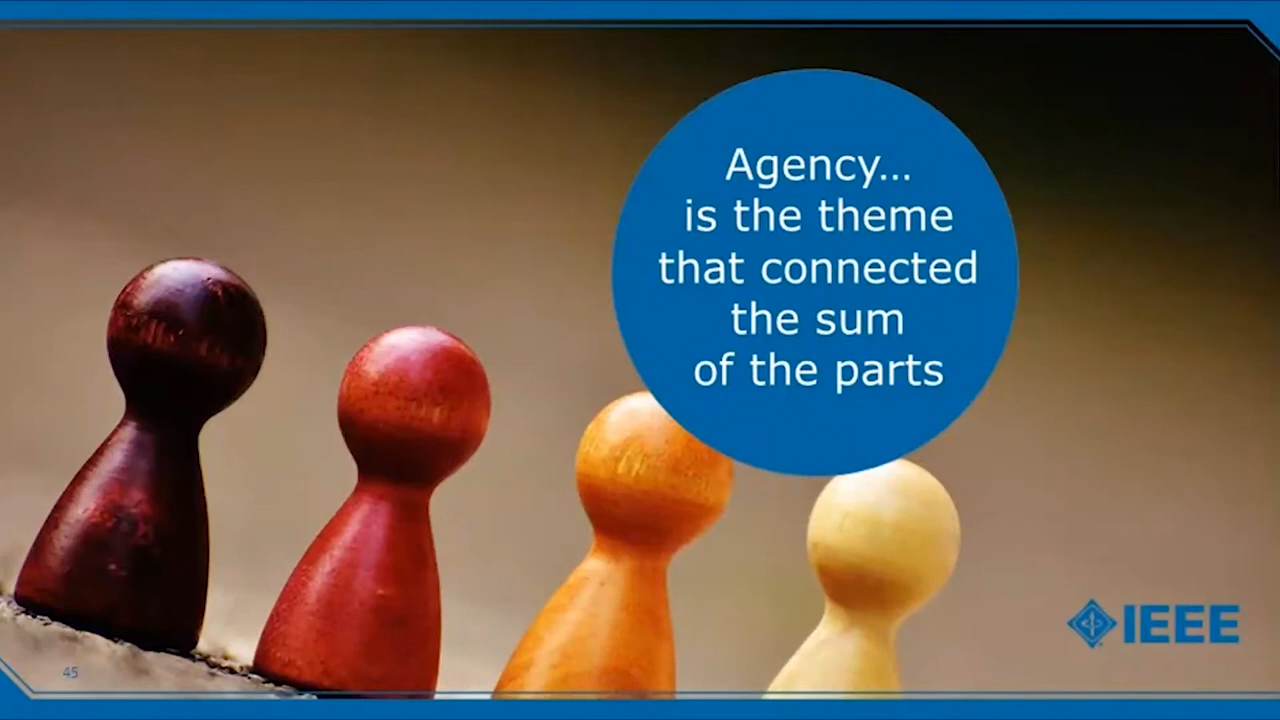 Agency...
is the theme
that connected
the sum
of the parts
IEEE
45